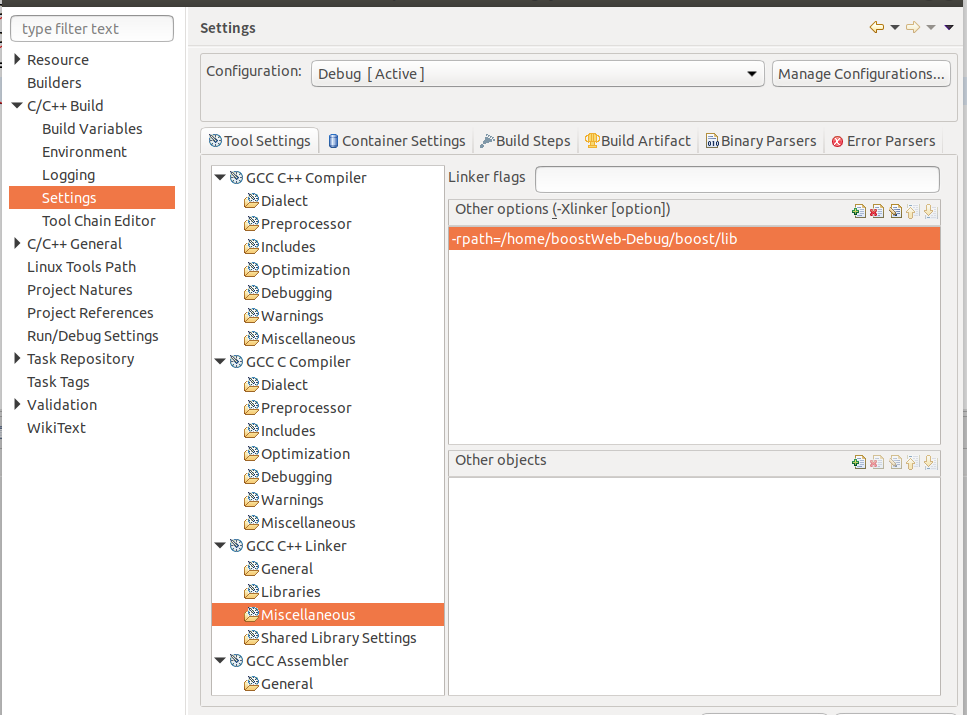 type filter text
Resource
Builders
C/C++ Build
Build Variables
Environment
Logging
Settings
Tool Chain Editor
C/C++ General
Linux Tools Path
Project Natures
Project References
Run/Debug Settings
Task Repository
Task Tags
Validation
WikiText
Settings
Configuration: Debug [ Active ] Manage Configurations...
Tool Settings Container Settings Build Steps Build Artifact Binary Parsers Error Parsers
GCC C++ Compiler
Dialect
Preprocessor
Includes
Optimization
Debugging
Warnings
Miscellaneous
GCC C Compiler
Dialect
Preprocessor
Includes
Optimization
Debugging
Warnings
Miscellaneous
GCC C++ Linker
General
Libraries
Miscellaneous
Shared Library Settings
GCC Assembler
General
Linker flags
Other options (-Xlinker [option])
-rpath=/home/boostWeb-Debug/boost/lib
Other objects